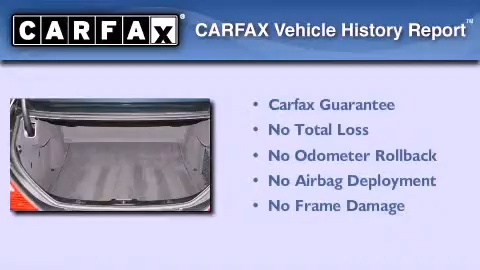 CARFAX® CARFAX Vehicle History Report™
• Carfax Guarantee
• No Total Loss
• No Odometer Rollback
• No Airbag Deployment
• No Frame Damage